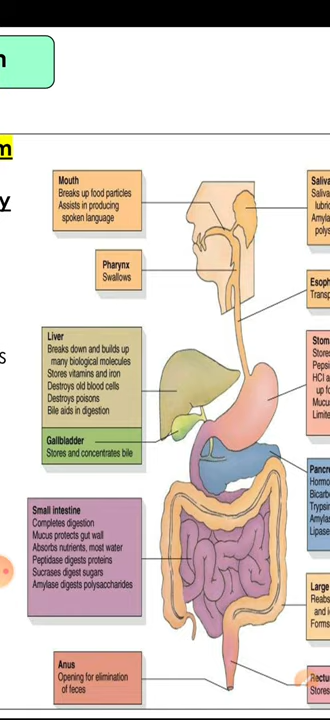 n
m
y
s
Mouth
Breaks up food particles
Assists in producing
spoken language
Saliva
Saliva
lubric
Amyla
polys
Pharynx
Swallows
Esoph
Transp
Liver
Breaks down and builds up
many biological molecules
Stores vitamins and iron
Destroys old blood cells
Destroys poisons
Bile aids in digestion
Gallbladder
Stores and concentrates bile
Stom
Stores
Pepsi
HCl a
up fo
Mucu
Limite
Small intestine
Completes digestion
Mucus protects gut wall
Absorbs nutrients, most water
Peptidase digests proteins
Sucrases digest sugars
Amylase digests polysaccharides
Pancre
Hormo
Bicarb
Trypsi
Amyla
Lipase
Large
Reabs
and io
Forms
Anus
Opening for elimination
of feces
Rectu
Stores